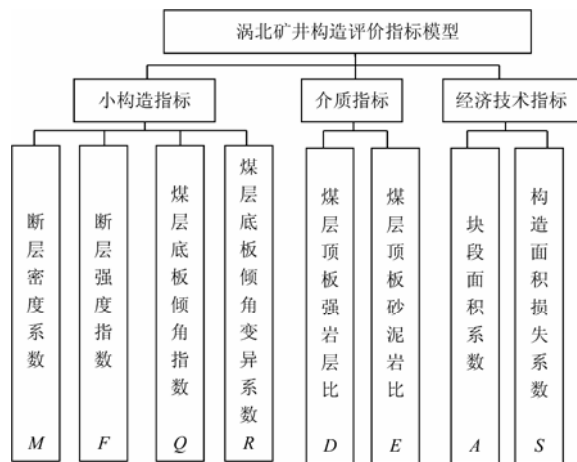 涡北矿井构造评价指标模型
小构造指标
介质指标
经济技术指标
断层密度系数 M
断层强度指数 F
煤层底板倾角指数 Q
煤层底板倾角变异系数 R
煤层顶板强岩层比 D
煤层顶板砂泥岩比 E
块段面积系数 A
构造面积损失系数 S